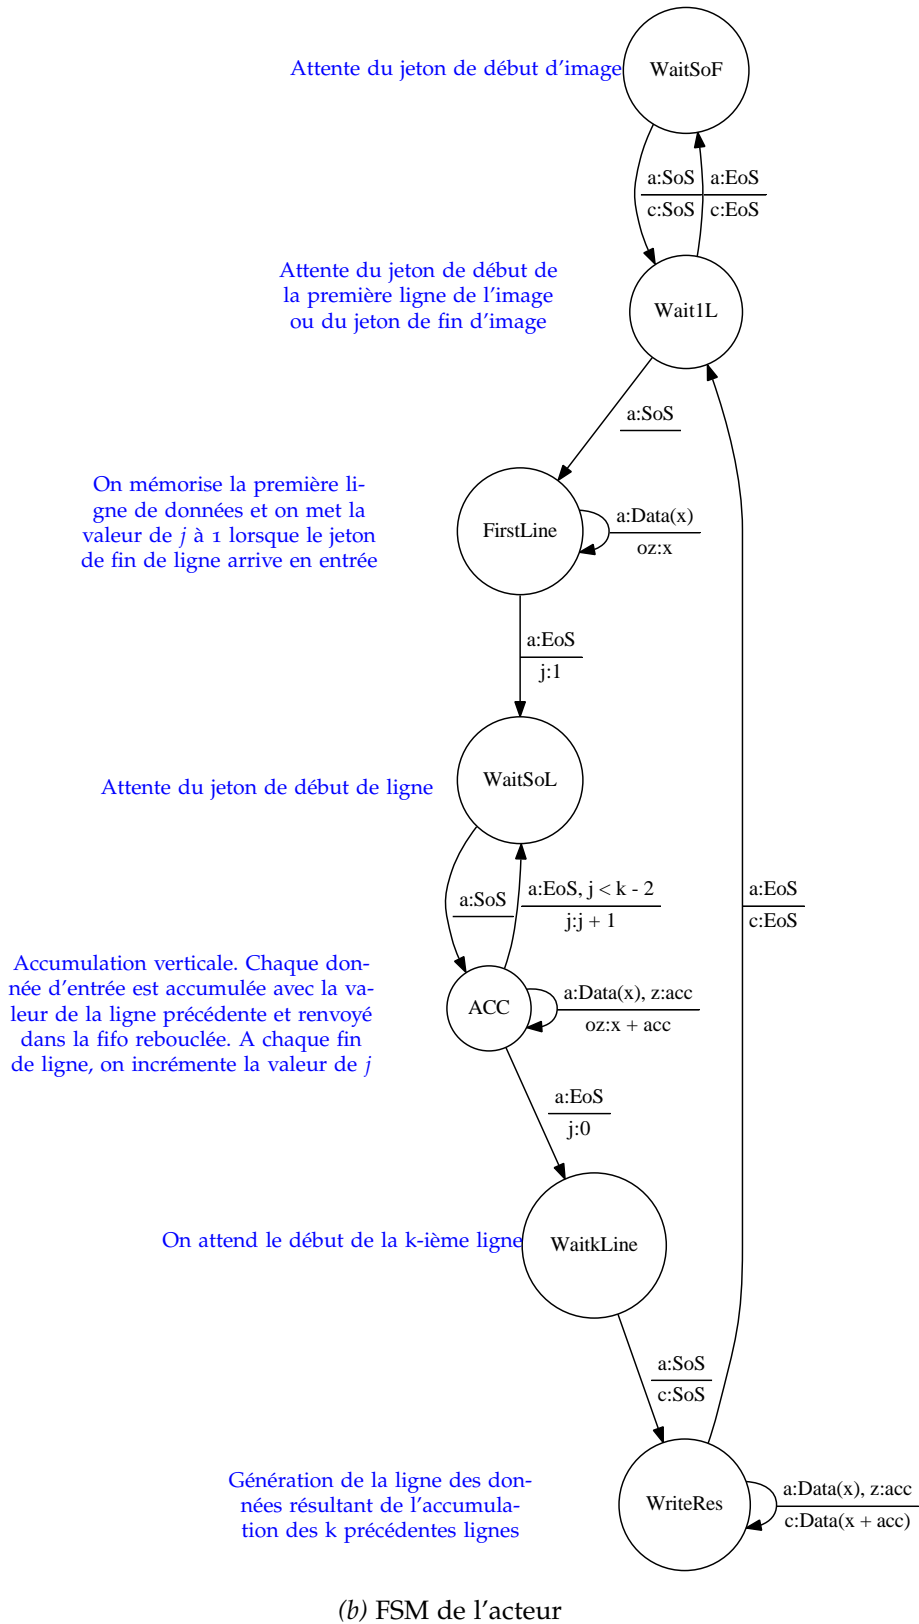 Attente du jeton de début d'image
WaitSoF
a:SoS
c:SoS
a:EoS
c:EoS
Attente du jeton de début de
la première ligne de l'image
ou du jeton de fin d'image
Wait1L
a:SoS
On mémorise la première li-
gne de données et on met la
valeur de j à 1 lorsque le jeton
de fin de ligne arrive en entrée
FirstLine
a:Data(x)
oz:x
a:EoS
j:1
Attente du jeton de début de ligne
WaitSoL
a:SoS
a:EoS, j < k - 2
j:j + 1
a:EoS
c:EoS
Accumulation verticale. Chaque don-
née d'entrée est accumulée avec la va-
leur de la ligne précédente et renvoyé
dans la fifo rebouclée. A chaque fin
de ligne, on incrémente la valeur de j
ACC
a:Data(x), z:acc
oz:x + acc
a:EoS
j:0
On attend le début de la k-ième ligne
WaitkLine
a:SoS
c:SoS
Génération de la ligne des don-
nées résultant de l'accumula-
tion des k précédentes lignes
WriteRes
a:Data(x), z:acc
c:Data(x + acc)
(b) FSM de l'acteur